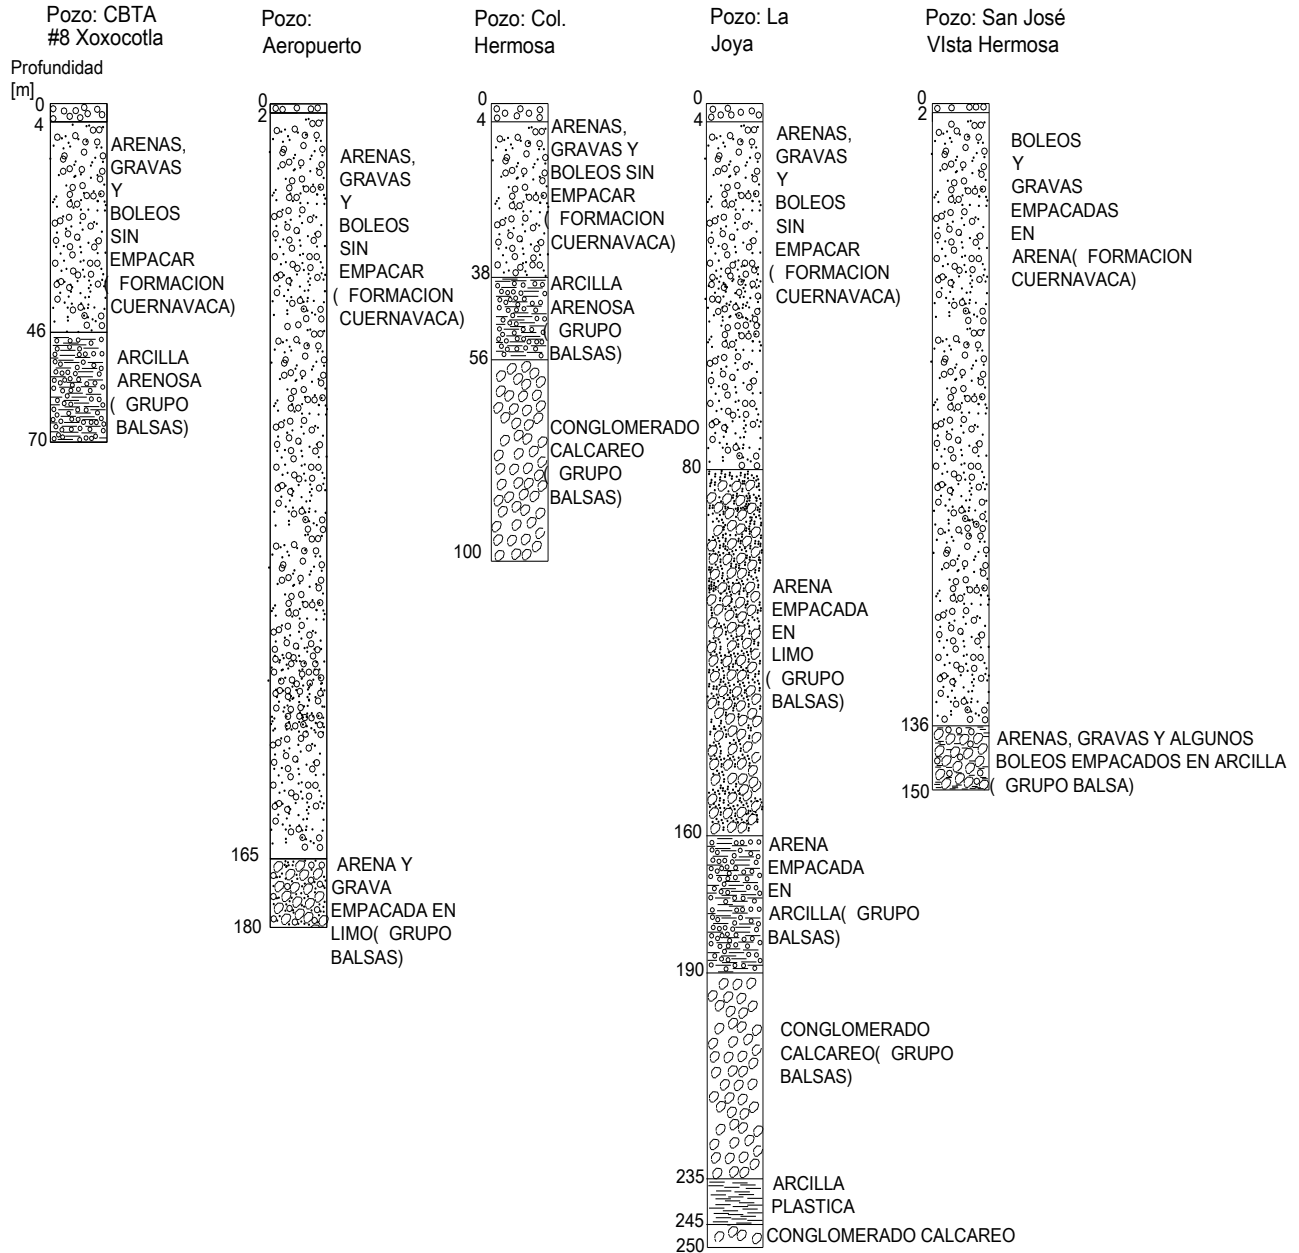 Pozo: CBTA
#8 Xoxocotla
Profundidad
[m]
0
4
ARENAS,
GRAVAS
Y
BOLEOS
SIN
EMPACAR
( FORMACION
CUERNAVACA)
46
ARCILLA
ARENOSA
( GRUPO
BALSAS)
70
Pozo:
Aeropuerto
0
2
ARENAS,
GRAVAS
Y
BOLEOS
SIN
EMPACAR
( FORMACION
CUERNAVACA)
165
ARENA Y
GRAVA
EMPACADA EN
LIMO( GRUPO
BALSAS)
180
Pozo: Col.
Hermosa
0
4
ARENAS,
GRAVAS Y
BOLEOS SIN
EMPACAR
( FORMACION
CUERNAVACA)
38
ARCILLA
ARENOSA
( GRUPO
BALSAS)
56
CONGLOMERADO
CALCAREO
( GRUPO
BALSAS)
100
Pozo: La
Joya
0
4
ARENAS,
GRAVAS
Y
BOLEOS
SIN
EMPACAR
( FORMACION
CUERNAVACA)
80
ARENA
EMPACADA
EN
LIMO
( GRUPO
BALSAS)
160
ARENA
EMPACADA
EN
ARCILLA( GRUPO
BALSAS)
190
CONGLOMERADO
CALCAREO( GRUPO
BALSAS)
235
ARCILLA
PLASTICA
245
CONGLOMERADO CALCAREO
250
Pozo: San José
VIsta Hermosa
0
2
BOLEOS
Y
GRAVAS
EMPACADAS
EN
ARENA( FORMACION
CUERNAVACA)
136
ARENAS, GRAVAS Y ALGUNOS
BOLEOS EMPACADOS EN ARCILLA
( GRUPO BALSA)
150